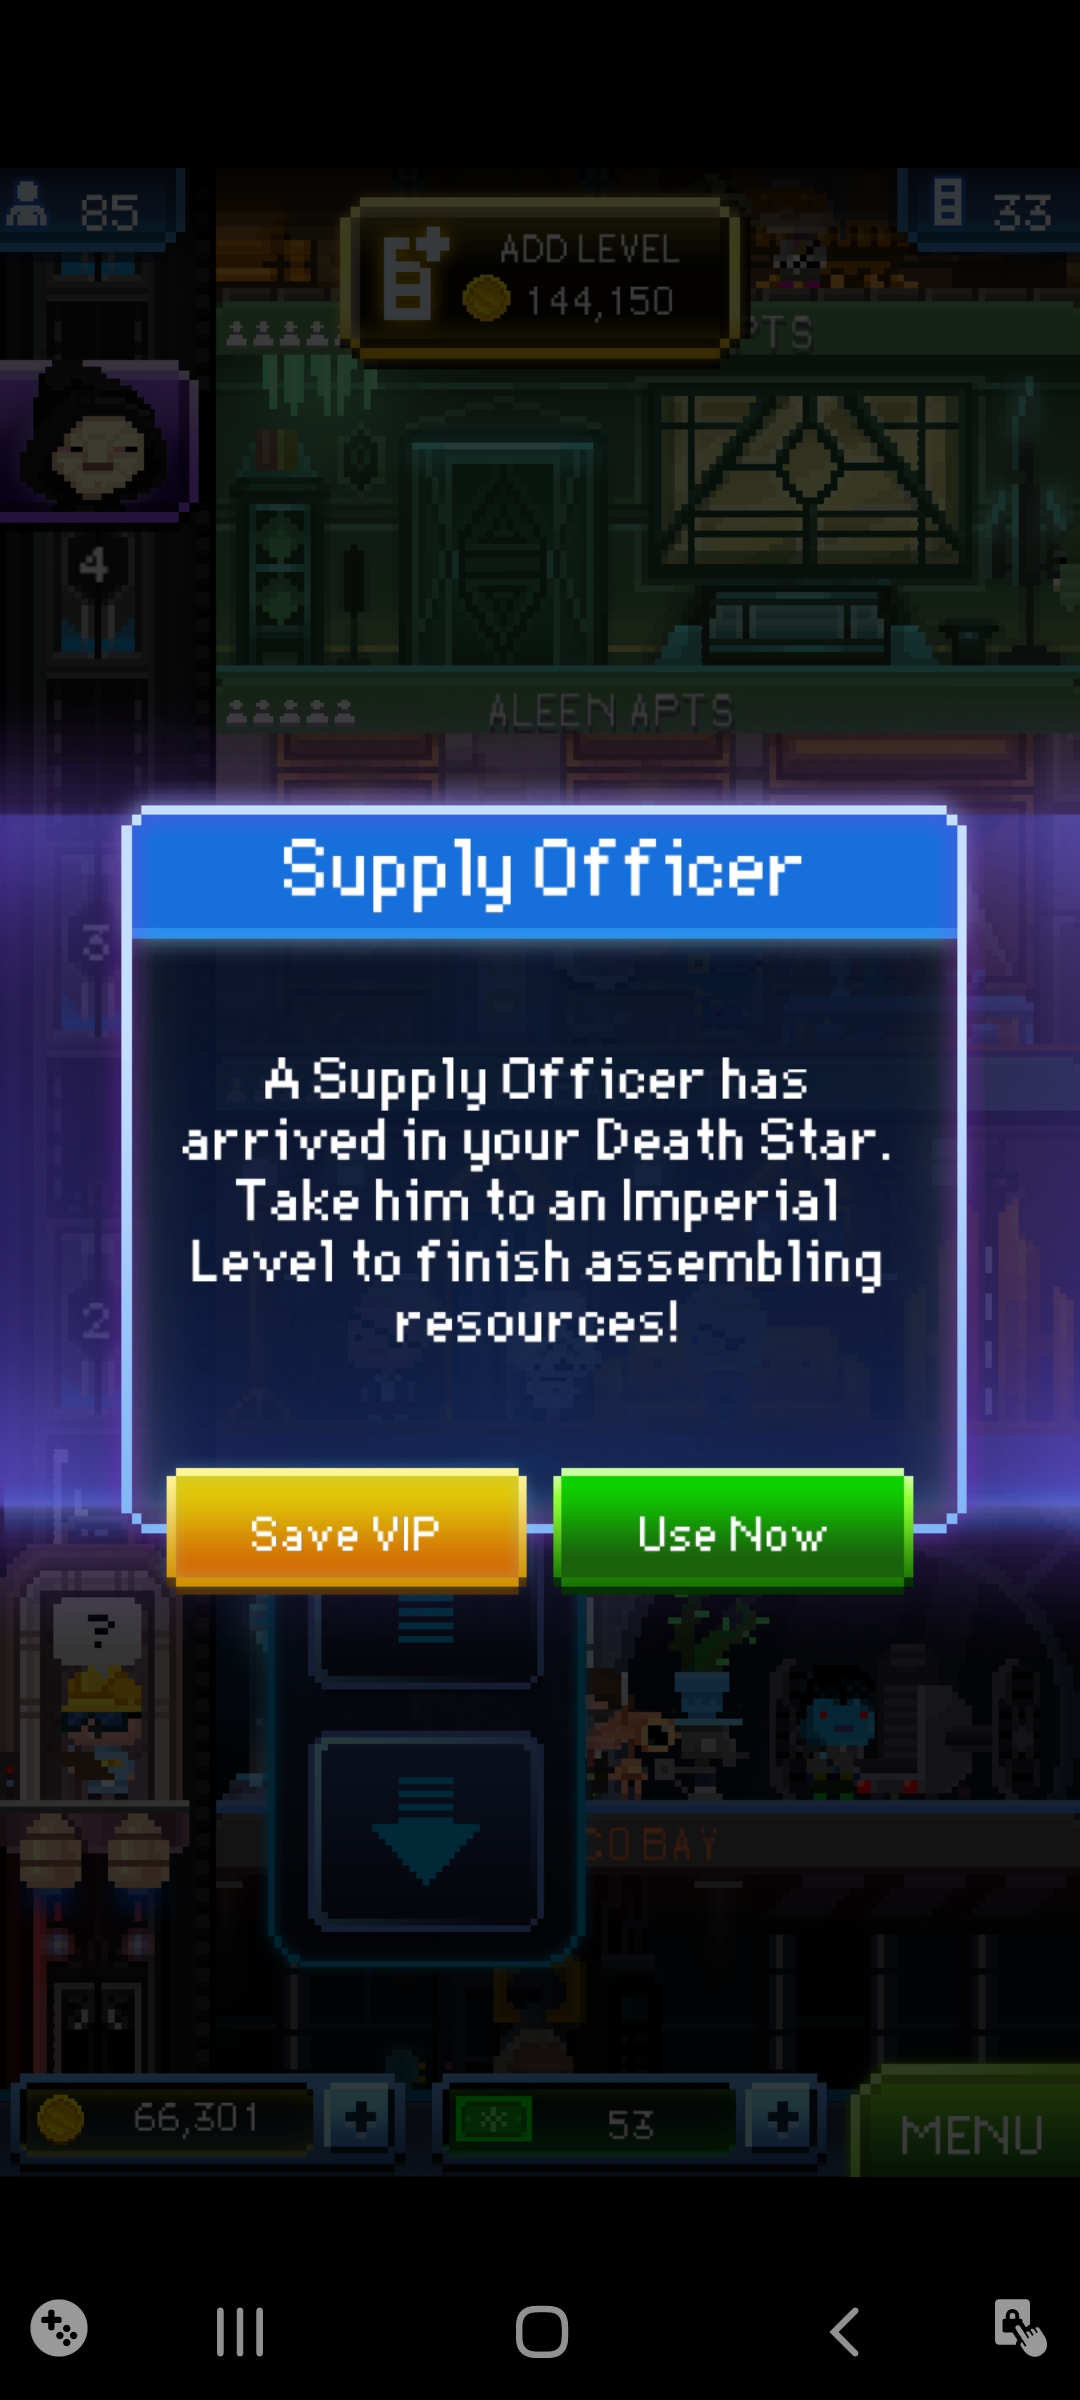 85
ADD LEVEL
144,150
33
PTS
4
ALEEN APTS
Supply Officer
3
A Supply Officer has
arrived in your Death Star.
Take him to an Imperial
Level to finish assembling
resources!
2
Save VIP
Use Now
?
CO BAY
66,301
53
MENU